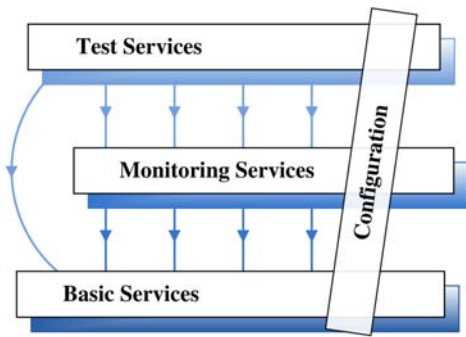 Test Services
Monitoring Services
Configuration
Basic Services